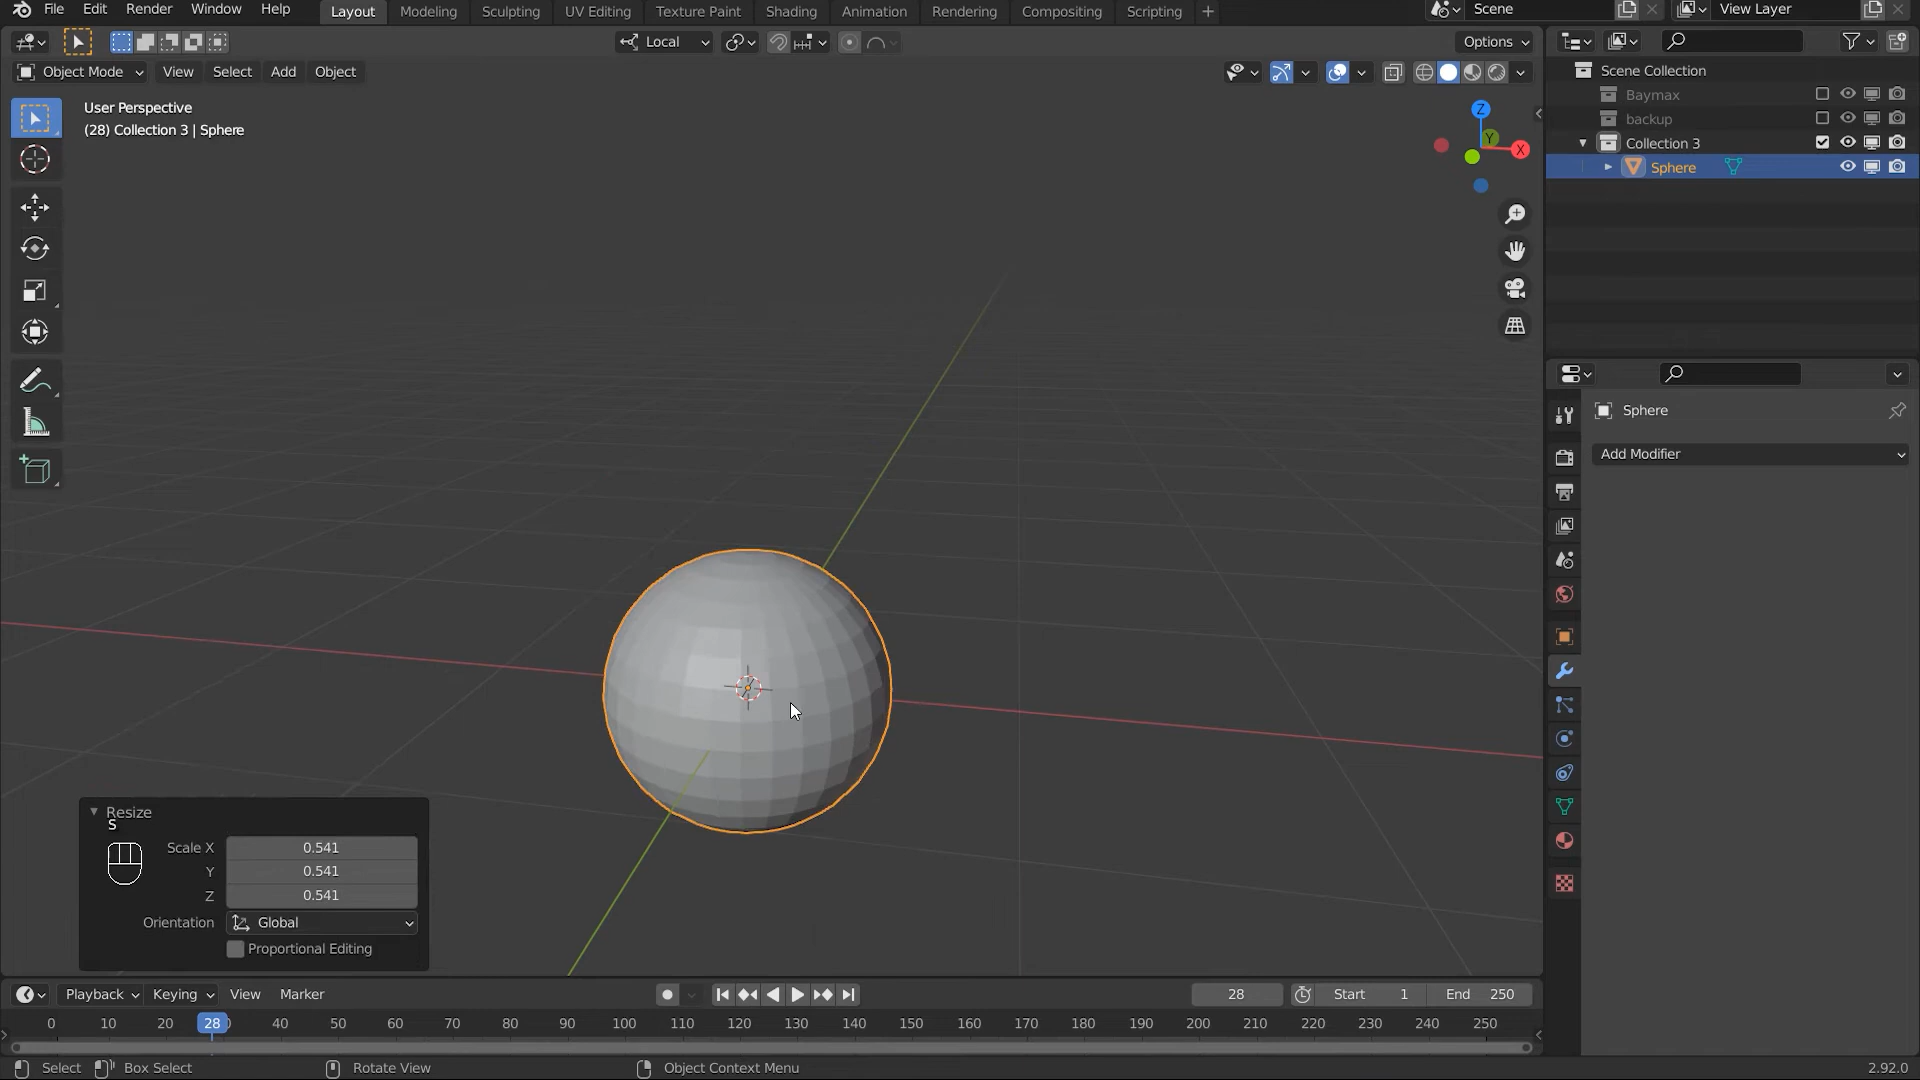 File Edit Render Window Help Layout Modeling Sculpting UV Editing Texture Paint Shading Animation Rendering Compositing Scripting Scene View Layer
Local Options
Object Mode View Select Add Object
User Perspective
(28) Collection 3 | Sphere
Z
Y
X
Scene Collection
Baymax
backup
Collection 3
Sphere
Sphere
Add Modifier
Resize
S
Scale X 0.541
Y 0.541
Z 0.541
Orientation Global
Proportional Editing
Playback Keying View Marker 28 Start 1 End 250
0 10 20 28 40 50 60 70 80 90 100 110 120 130 140 150 160 170 180 190 200 210 220 230 240 250
Select Box Select Rotate View Object Context Menu 2.92.0